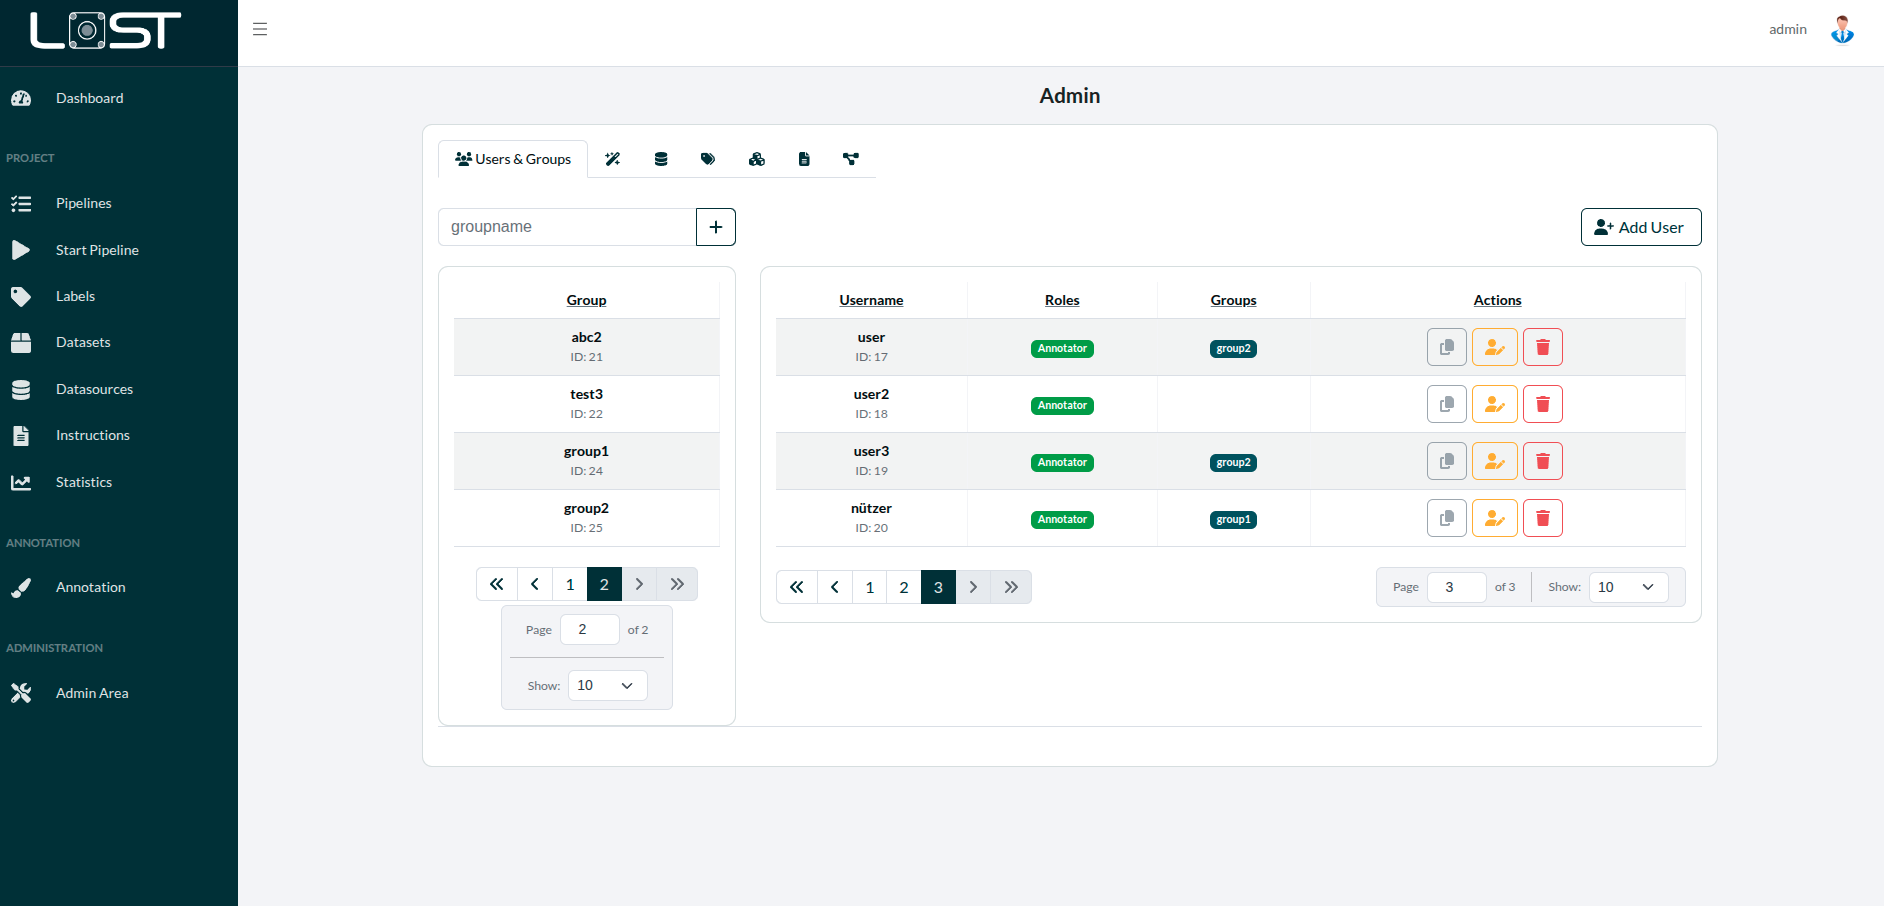 LOST
admin
Dashboard
PROJECT
Pipelines
Start Pipeline
Labels
Datasets
Datasources
Instructions
Statistics
ANNOTATION
Annotation
ADMINISTRATION
Admin Area
Admin
Users & Groups
groupname
Add User
Group
abc2
ID: 21
test3
ID: 22
group1
ID: 24
group2
ID: 25
1 2
Page 2 of 2
Show: 10
Username Roles Groups Actions
user
ID: 17
Annotator group2
user2
ID: 18
Annotator
user3
ID: 19
Annotator group2
nützer
ID: 20
Annotator group1
1 2 3
Page 3 of 3 Show: 10